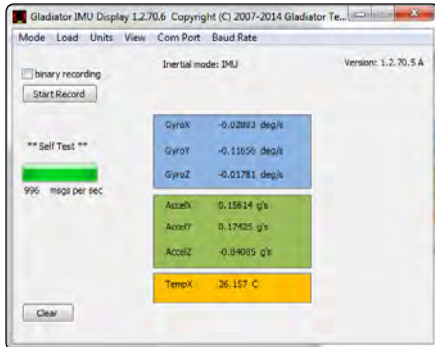 Gladiator IMU Display 1.2.70.6 Copyright (C) 2007-2014 Gladiator Te...
Mode Load Units View Com Port Baud Rate
Inertial mode: IMU
Version: 1.2.70.5 A
binary recording
Start Record
** Self Test **
996 msgs per sec
GyroX -0.02883 deg/s
GyroY -0.11656 deg/s
GyroZ -0.01781 deg/s
AccelX 0.15614 g's
AccelY 0.17425 g's
AccelZ -0.84085 g's
TempX 26.157 C
Clear